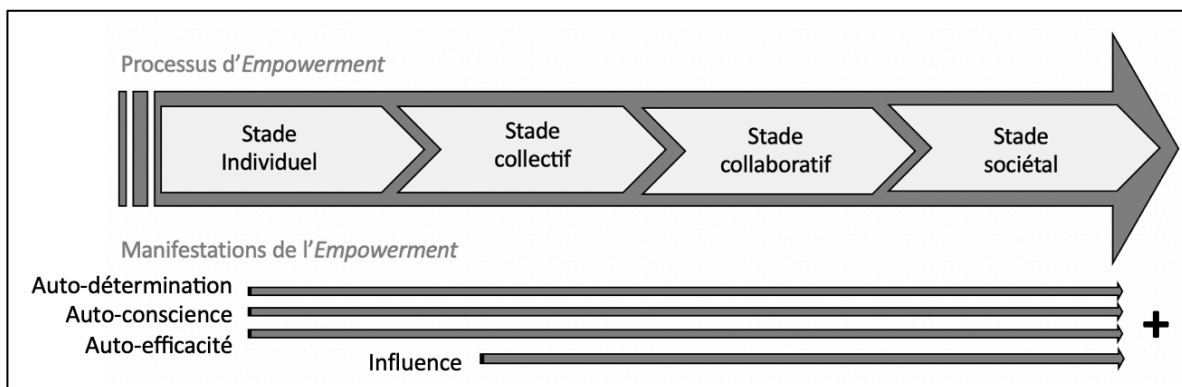 Processus d'Empowerment
Stade
Individuel
Stade
collectif
Stade
collaboratif
Stade
sociétal
Manifestations de l'Empowerment
Auto-détermination
Auto-conscience
Auto-efficacité
Influence
+